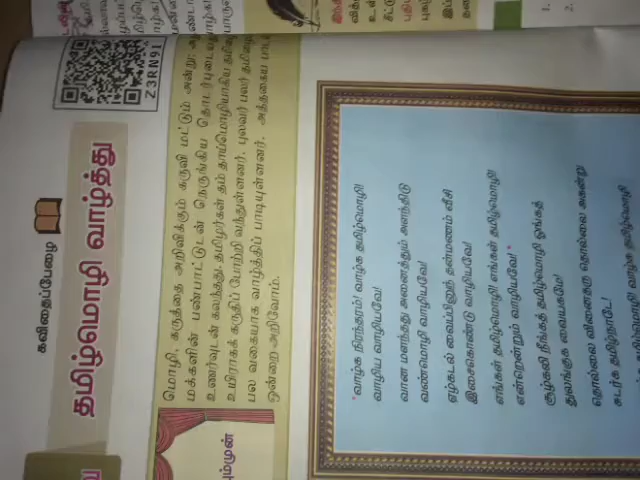 கவிதைப்பேழை
தமிழ்மொழி வாழ்த்து
Z3RN91
மொழி, கருத்தை அறிவிக்கும் கருவி மட்டும் அன்று;
மக்களின் பண்பாட்டுடன் நெருங்கிய தொடர்புடையது
உணர்வுடன் கலந்தது. தமிழர்கள் தம் தாய்மொழியாகிய
உயிராகக் கருதிப் போற்றி வந்துள்ளனர். புலவர் பலர் தமிழை
பல வகையாக வாழ்த்திப் பாடியுள்ளனர். அத்தகைய பாடல்
ஒன்றை அறிவோம்.
"வாழ்க நிரந்தரம்! வாழ்க தமிழ்மொழி!
வாழிய வாழியவே!
வான மளந்தது அனைத்தும் அளந்திடு
வண்மொழி வாழியவே!
ஏழ்கடல் வைப்பினுந் தன்மணம் வீசி
இசைகொண்டு வாழியவே!
எங்கள் தமிழ்மொழி! எங்கள் தமிழ்மொழி!
என்றென்றும் வாழியவே! *
சூழ்கலி நீங்கத் தமிழ்மொழி ஓங்கத்
துலங்குக வையகமே!
தொல்லை வினைதரு தொல்லை அகன்று
சுடர்க தமிழ்நாடே!
தமிழ்மொழி! வாழ்க தமிழ்மொழி!